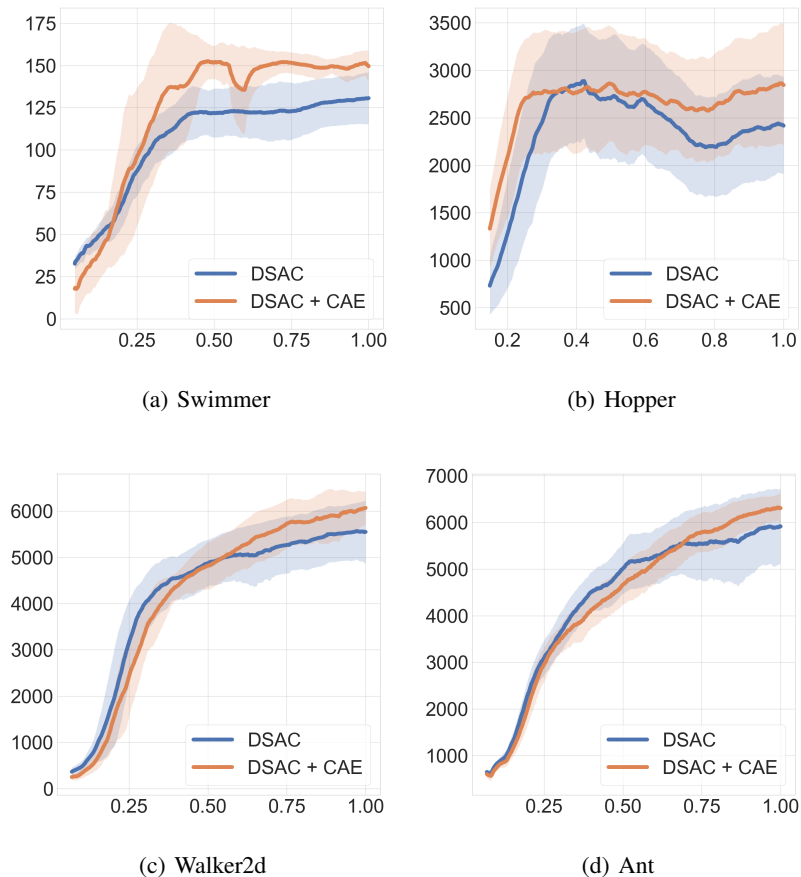 175
150
125
100
75
50
25
0
0.25 0.50 0.75 1.00
DSAC
DSAC + CAE
(a) Swimmer
3500
3000
2500
2000
1500
1000
500
0.2 0.4 0.6 0.8 1.0
DSAC
DSAC + CAE
(b) Hopper
6000
5000
4000
3000
2000
1000
0
0.25 0.50 0.75 1.00
DSAC
DSAC + CAE
(c) Walker2d
7000
6000
5000
4000
3000
2000
1000
0.25 0.50 0.75 1.00
DSAC
DSAC + CAE
(d) Ant